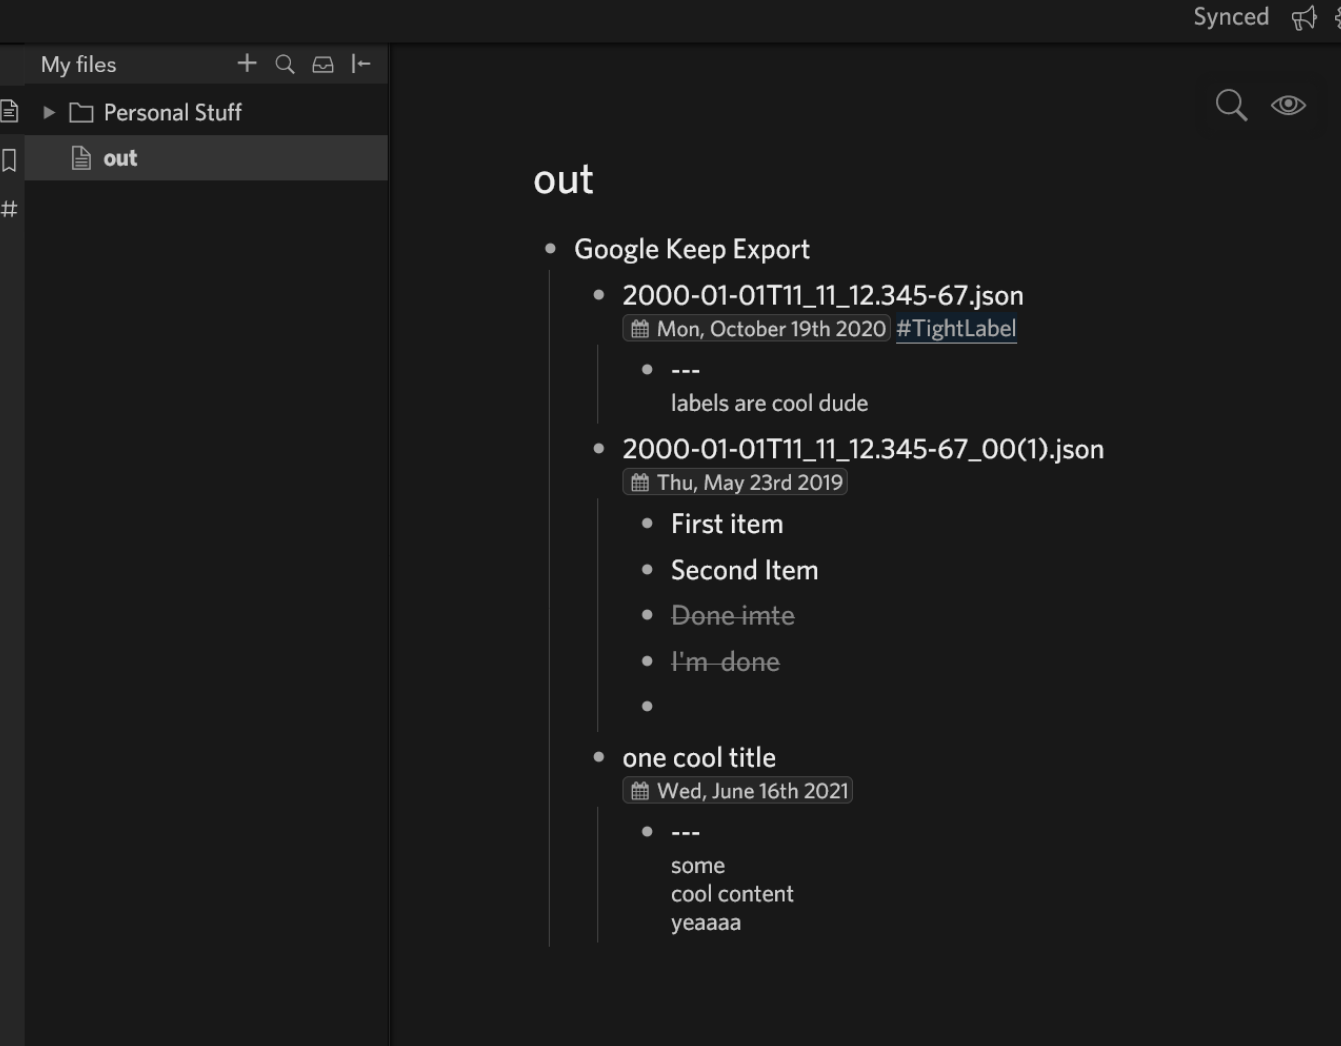 Synced
My files
Personal Stuff
out
#
out
Google Keep Export
2000-01-01T11_11_12.345-67.json
Mon, October 19th 2020 #TightLabel
---
labels are cool dude
2000-01-01T11_11_12.345-67_00(1).json
Thu, May 23rd 2019
First item
Second Item
Done imte
I'm  done
one cool title
Wed, June 16th 2021
---
some
cool content
yeaaaa